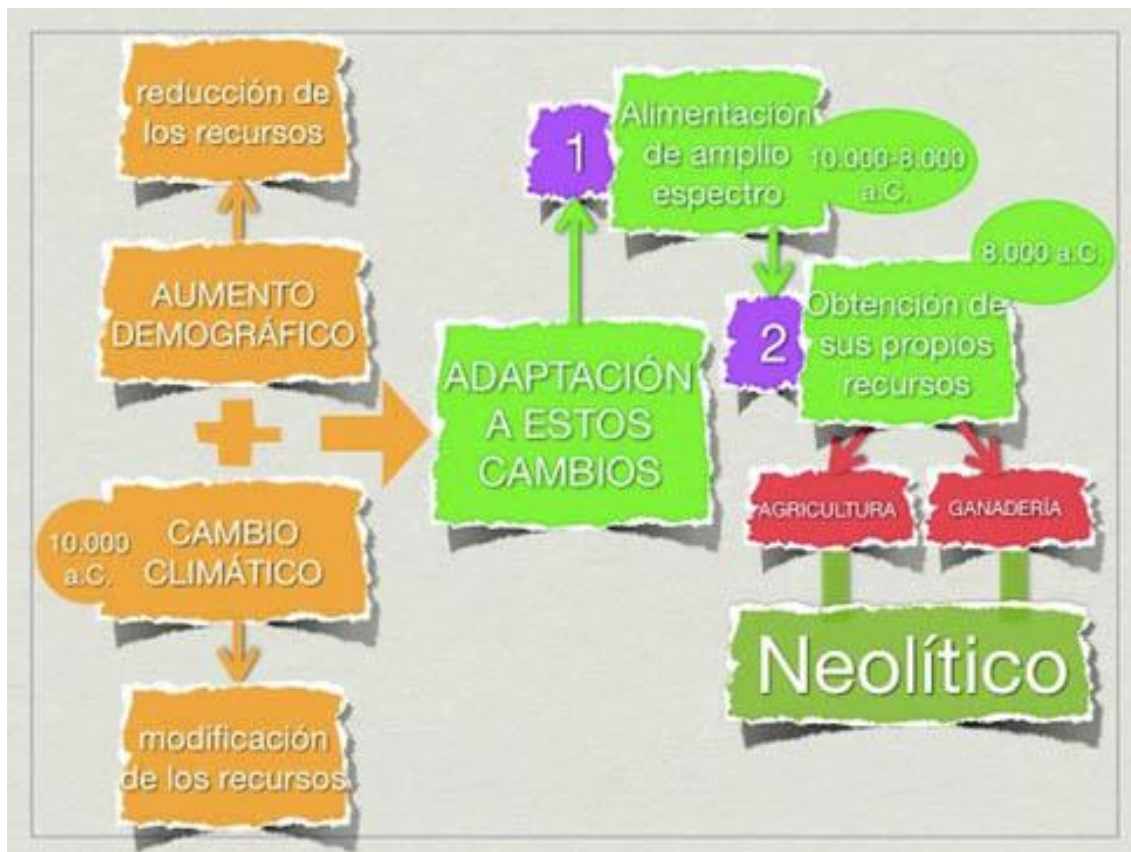 reducción de
los recursos
AUMENTO
DEMOGRÁFICO
10.000
a.C.
CAMBIO
CLIMÁTICO
modificación
de los recursos
ADAPTACIÓN
A ESTOS
CAMBIOS
1
Alimentación
de amplio
espectro
10.000-8.000
a.C.
8.000 a.C.
2
Obtención de
sus propios
recursos
AGRICULTURA
GANADERÍA
Neolítico